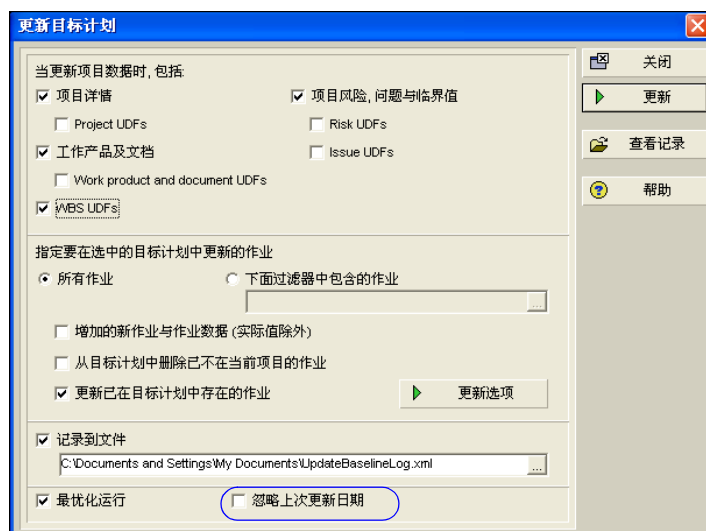 更新目标计划
当更新项目数据时, 包括:
项目详情
项目风险, 问题与临界值
Project UDFs
Risk UDFs
工作产品及文档
Issue UDFs
Work product and document UDFs
WBS UDFs
指定要在选中的目标计划中更新的作业
所有作业
下面过滤器中包含的作业
...
增加的新作业与作业数据 (实际值除外)
从目标计划中删除已不在当前项目的作业
更新已在目标计划中存在的作业
更新选项
记录到文件
C:\Documents and Settings\My Documents\UpdateBaselineLog.xml
...
最优化运行
忽略上次更新日期
关闭
更新
查看记录
帮助